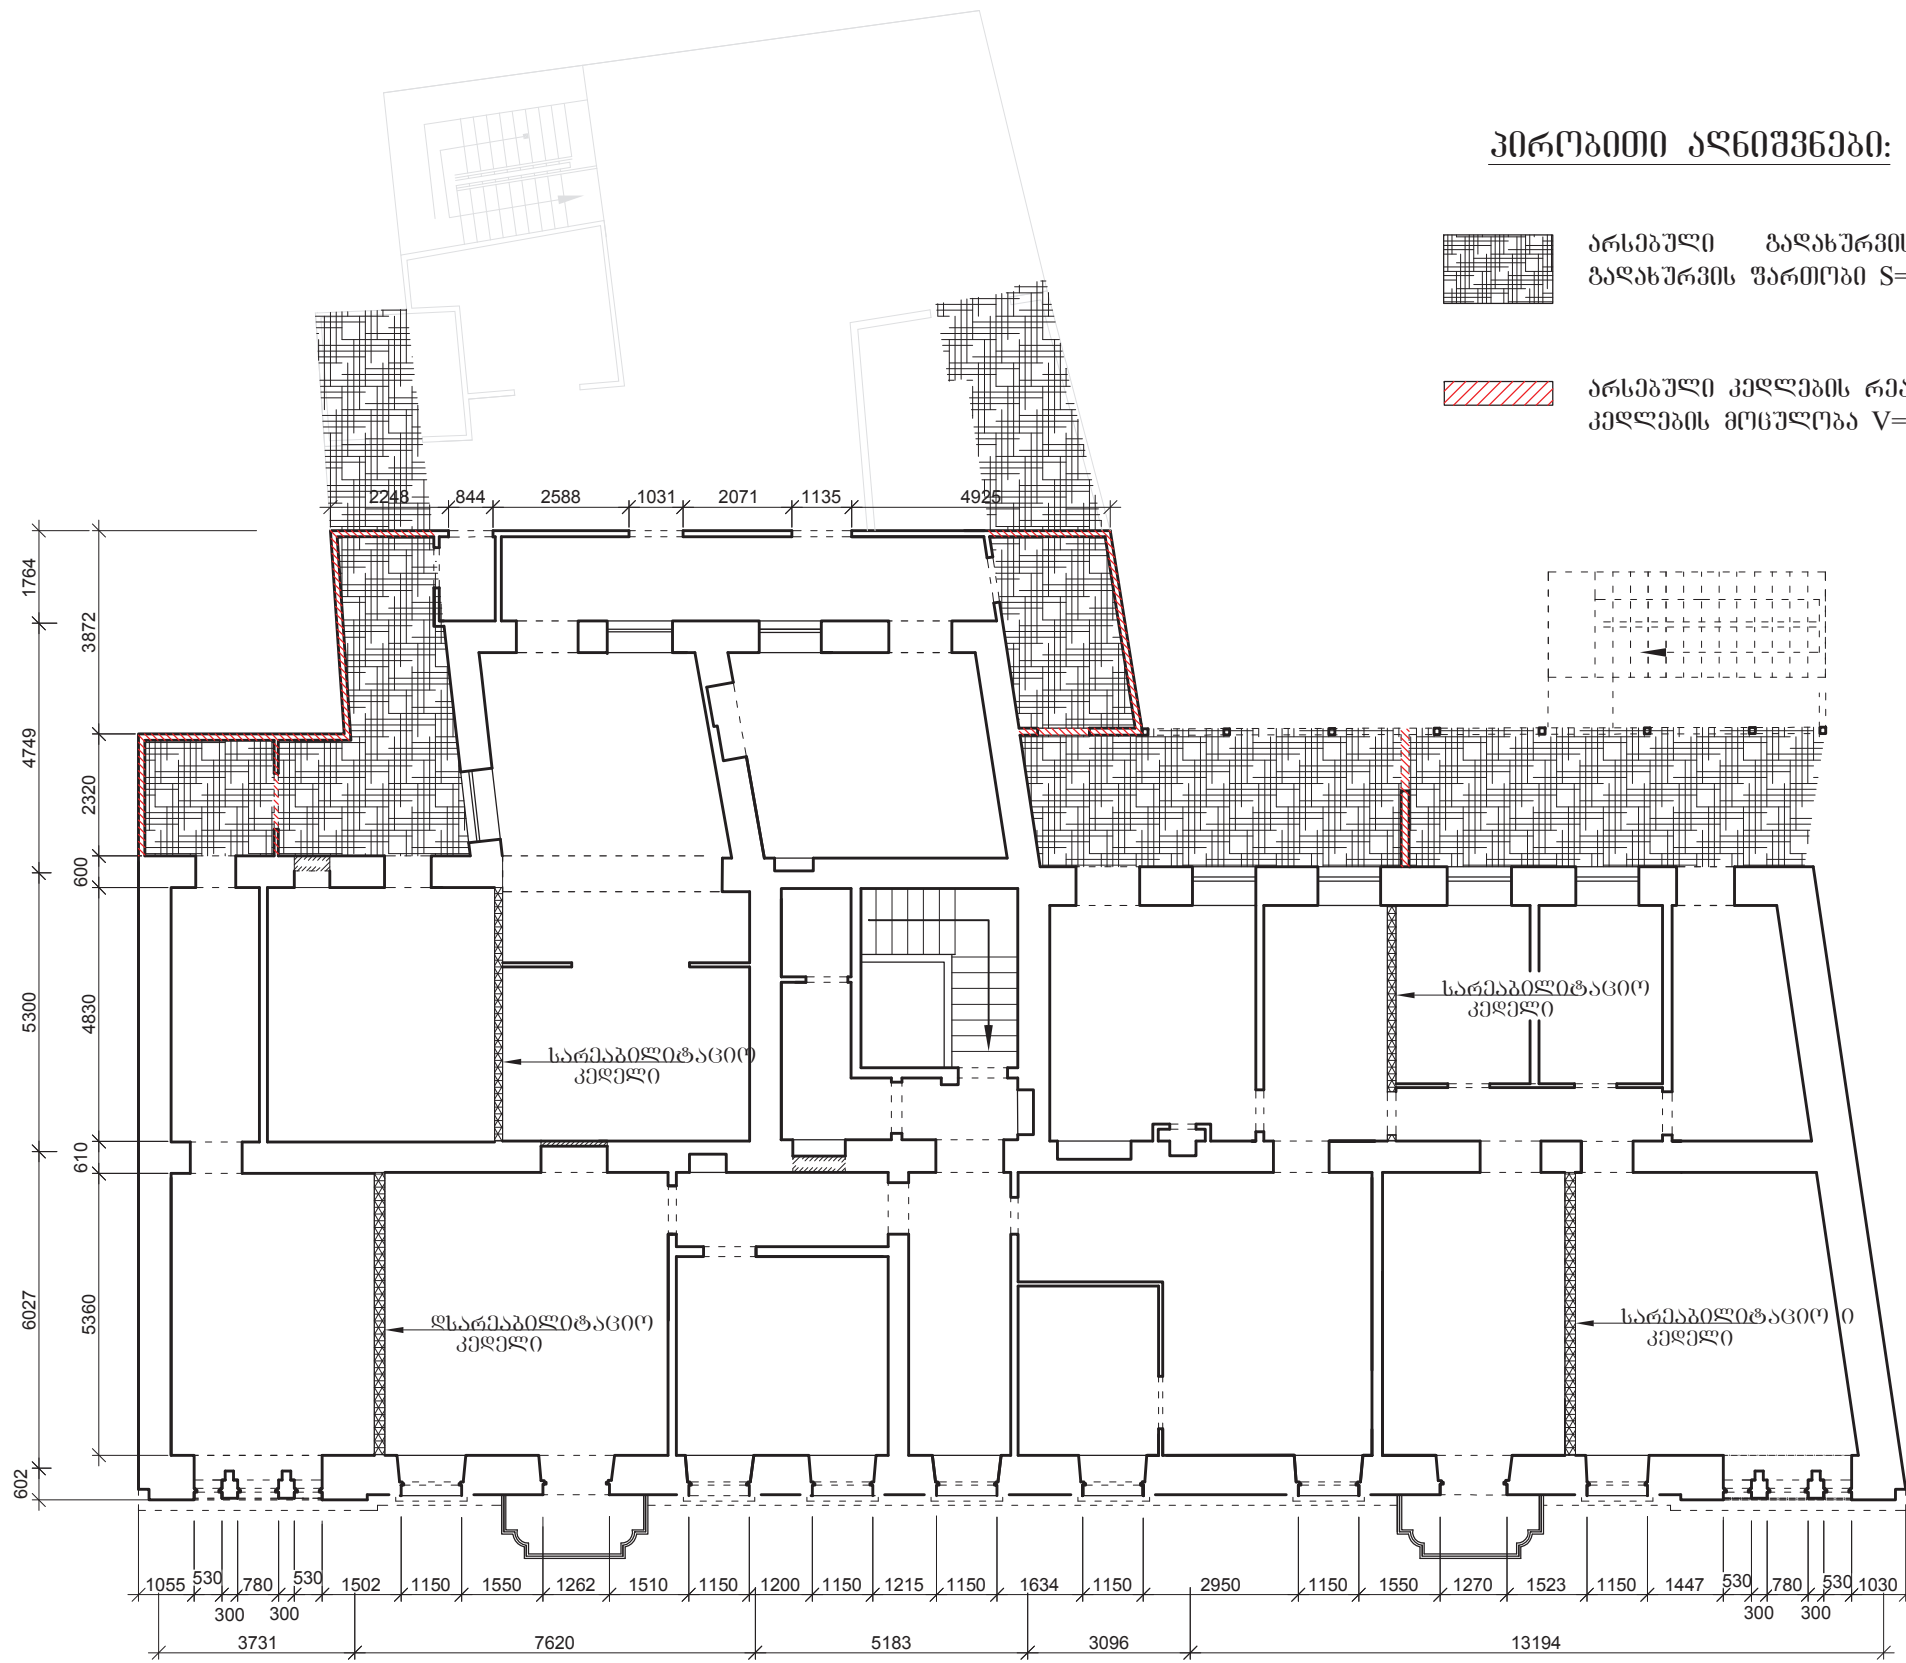 პირობითი აღნიშვნები:
არსებული გადახურვის
გადახურვის ფართობი S=
არსებული კედლების რეა
კედლების მოცულობა V=
2248 844 2588 1031 2071 1135 4925
1764
3872
4749
2320
600
5300
4830
610
6027
5360
602
სარეაბილიტაციო
კედელი
სარეაბილიტაციო
კედელი
დსარეაბილიტაციო
კედელი
სარეაბილიტაციო ი
კედელი
1055 530 780 530 1502 1150 1550 1262 1510 1150 1200 1150 1215 1150 1634 1150 2950 1150 1550 1270 1523 1150 1447 530 780 530 1030
300 300 300 300
3731 7620 5183 3096 13194